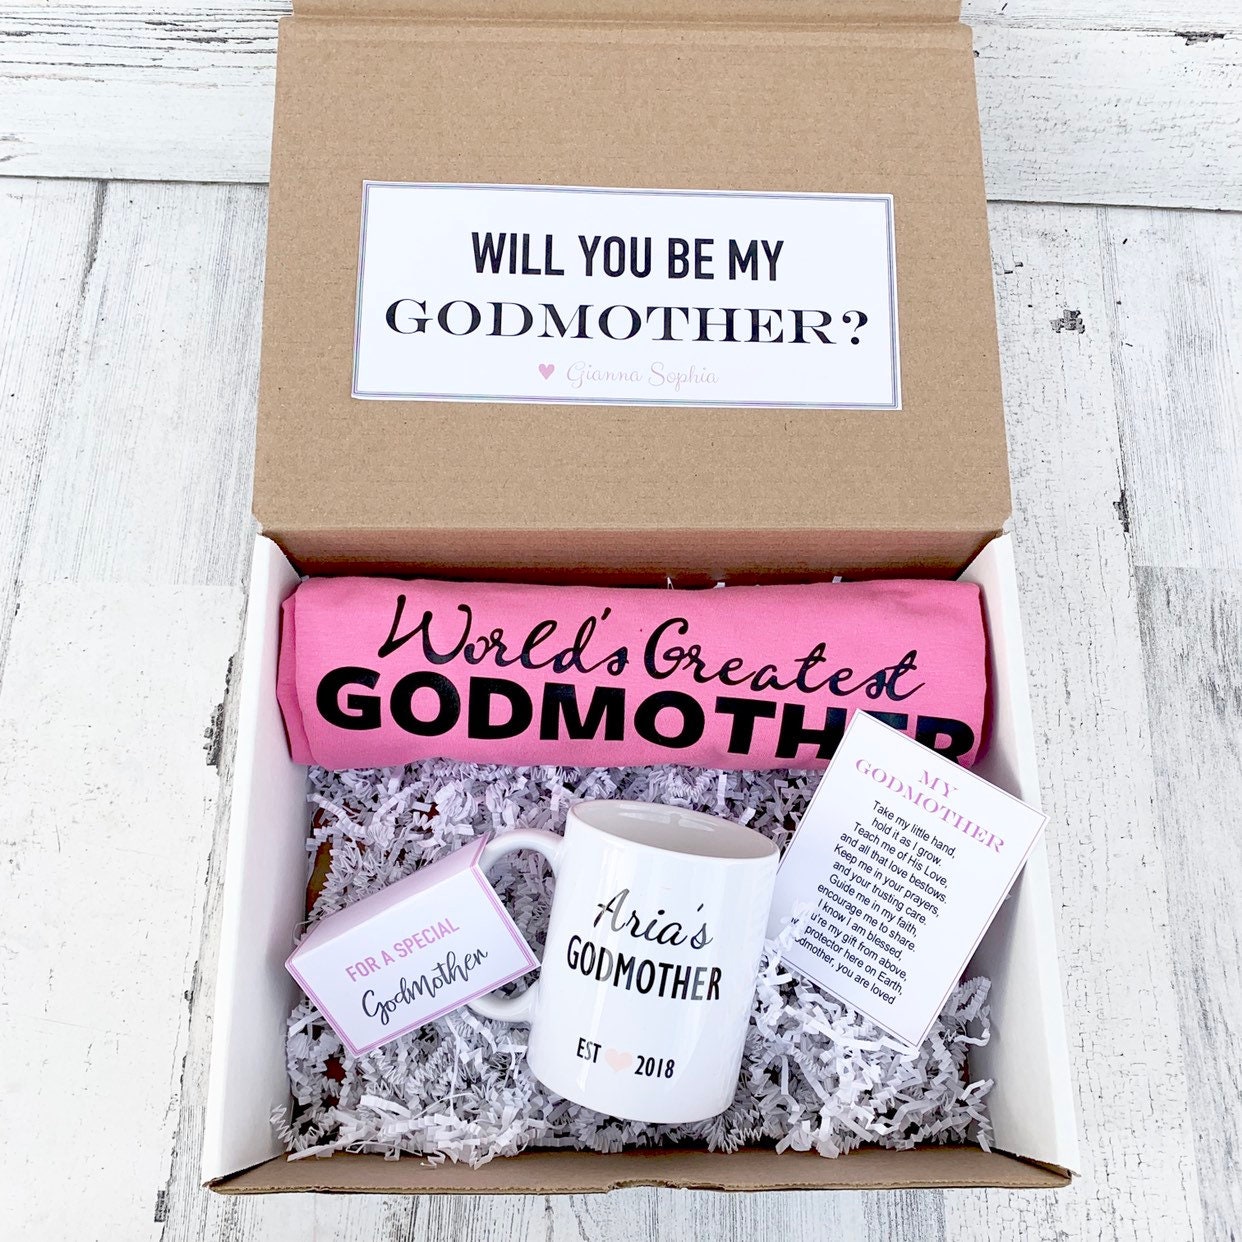 WILL YOU BE MY
GODMOTHER?
Gianna Sophia
World's Greatest
GODMOTHER
MY
GODMOTHER
Take my little hand,
hold it as I grow.
Teach me of His Love,
and all that love bestows.
Keep me in your prayers,
and your trusting care.
Guide me in my faith,
encourage me to share.
I know I am blessed,
you're my gift from above,
protector here on Earth,
Godmother, you are loved
FOR A SPECIAL
Godmother
Aria's
GODMOTHER
EST 2018